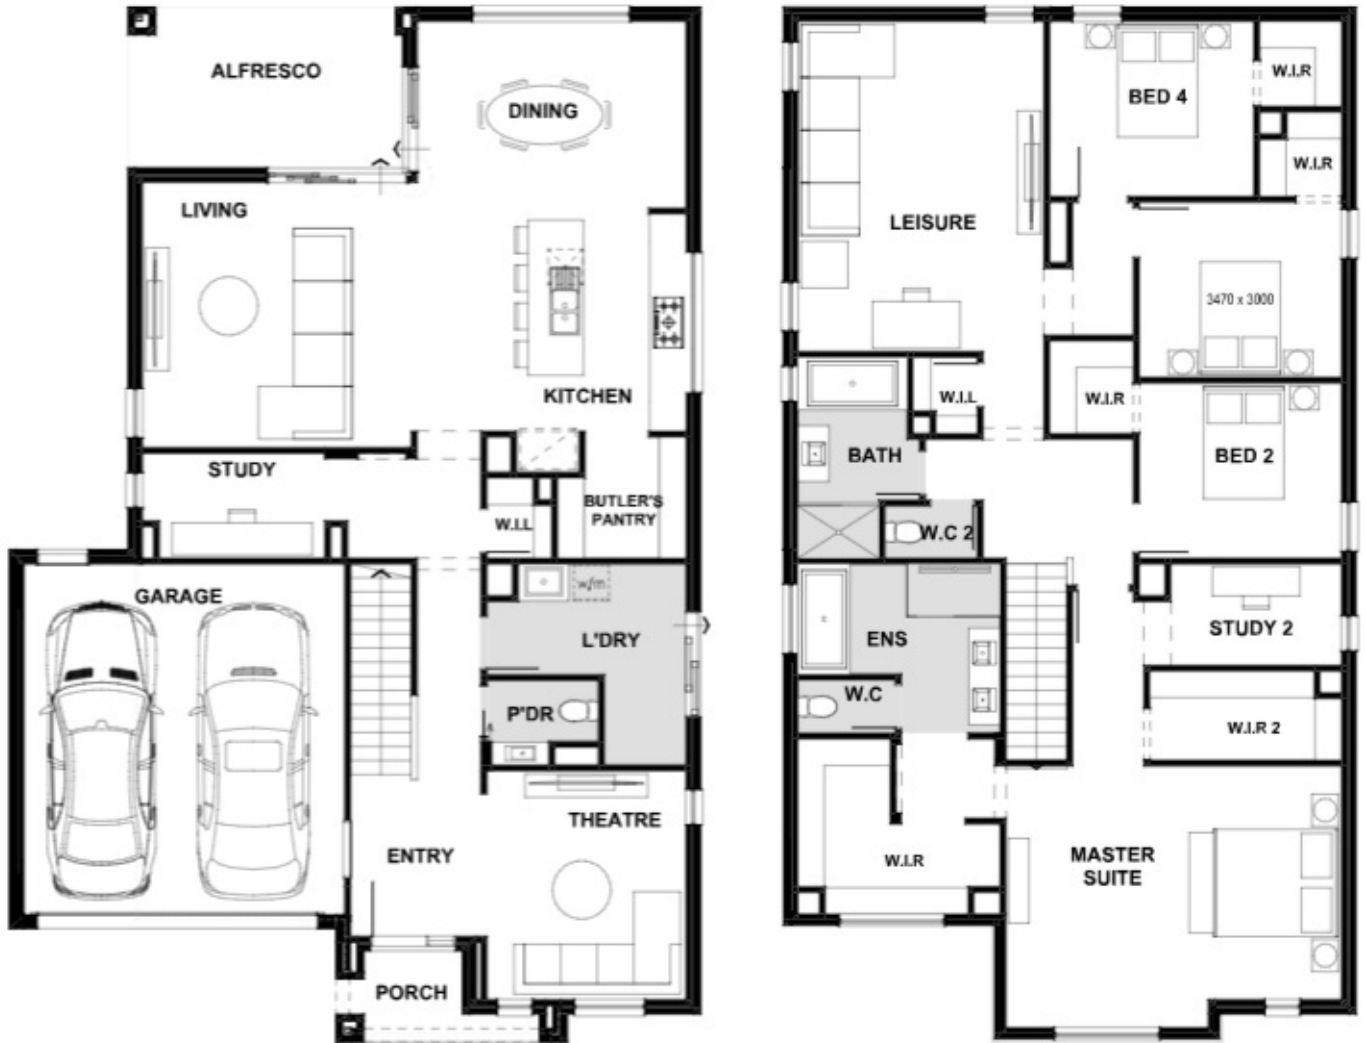 ALFRESCO
DINING
LIVING
KITCHEN
STUDY
W.I.L
BUTLER'S
PANTRY
GARAGE
w/m
L'DRY
P'DR
THEATRE
ENTRY
PORCH
BED 4
W.I.R
W.I.R
LEISURE
3470 x 3000
W.I.L
W.I.R
BATH
BED 2
W.C 2
ENS
STUDY 2
W.C
W.I.R 2
W.I.R
MASTER
SUITE